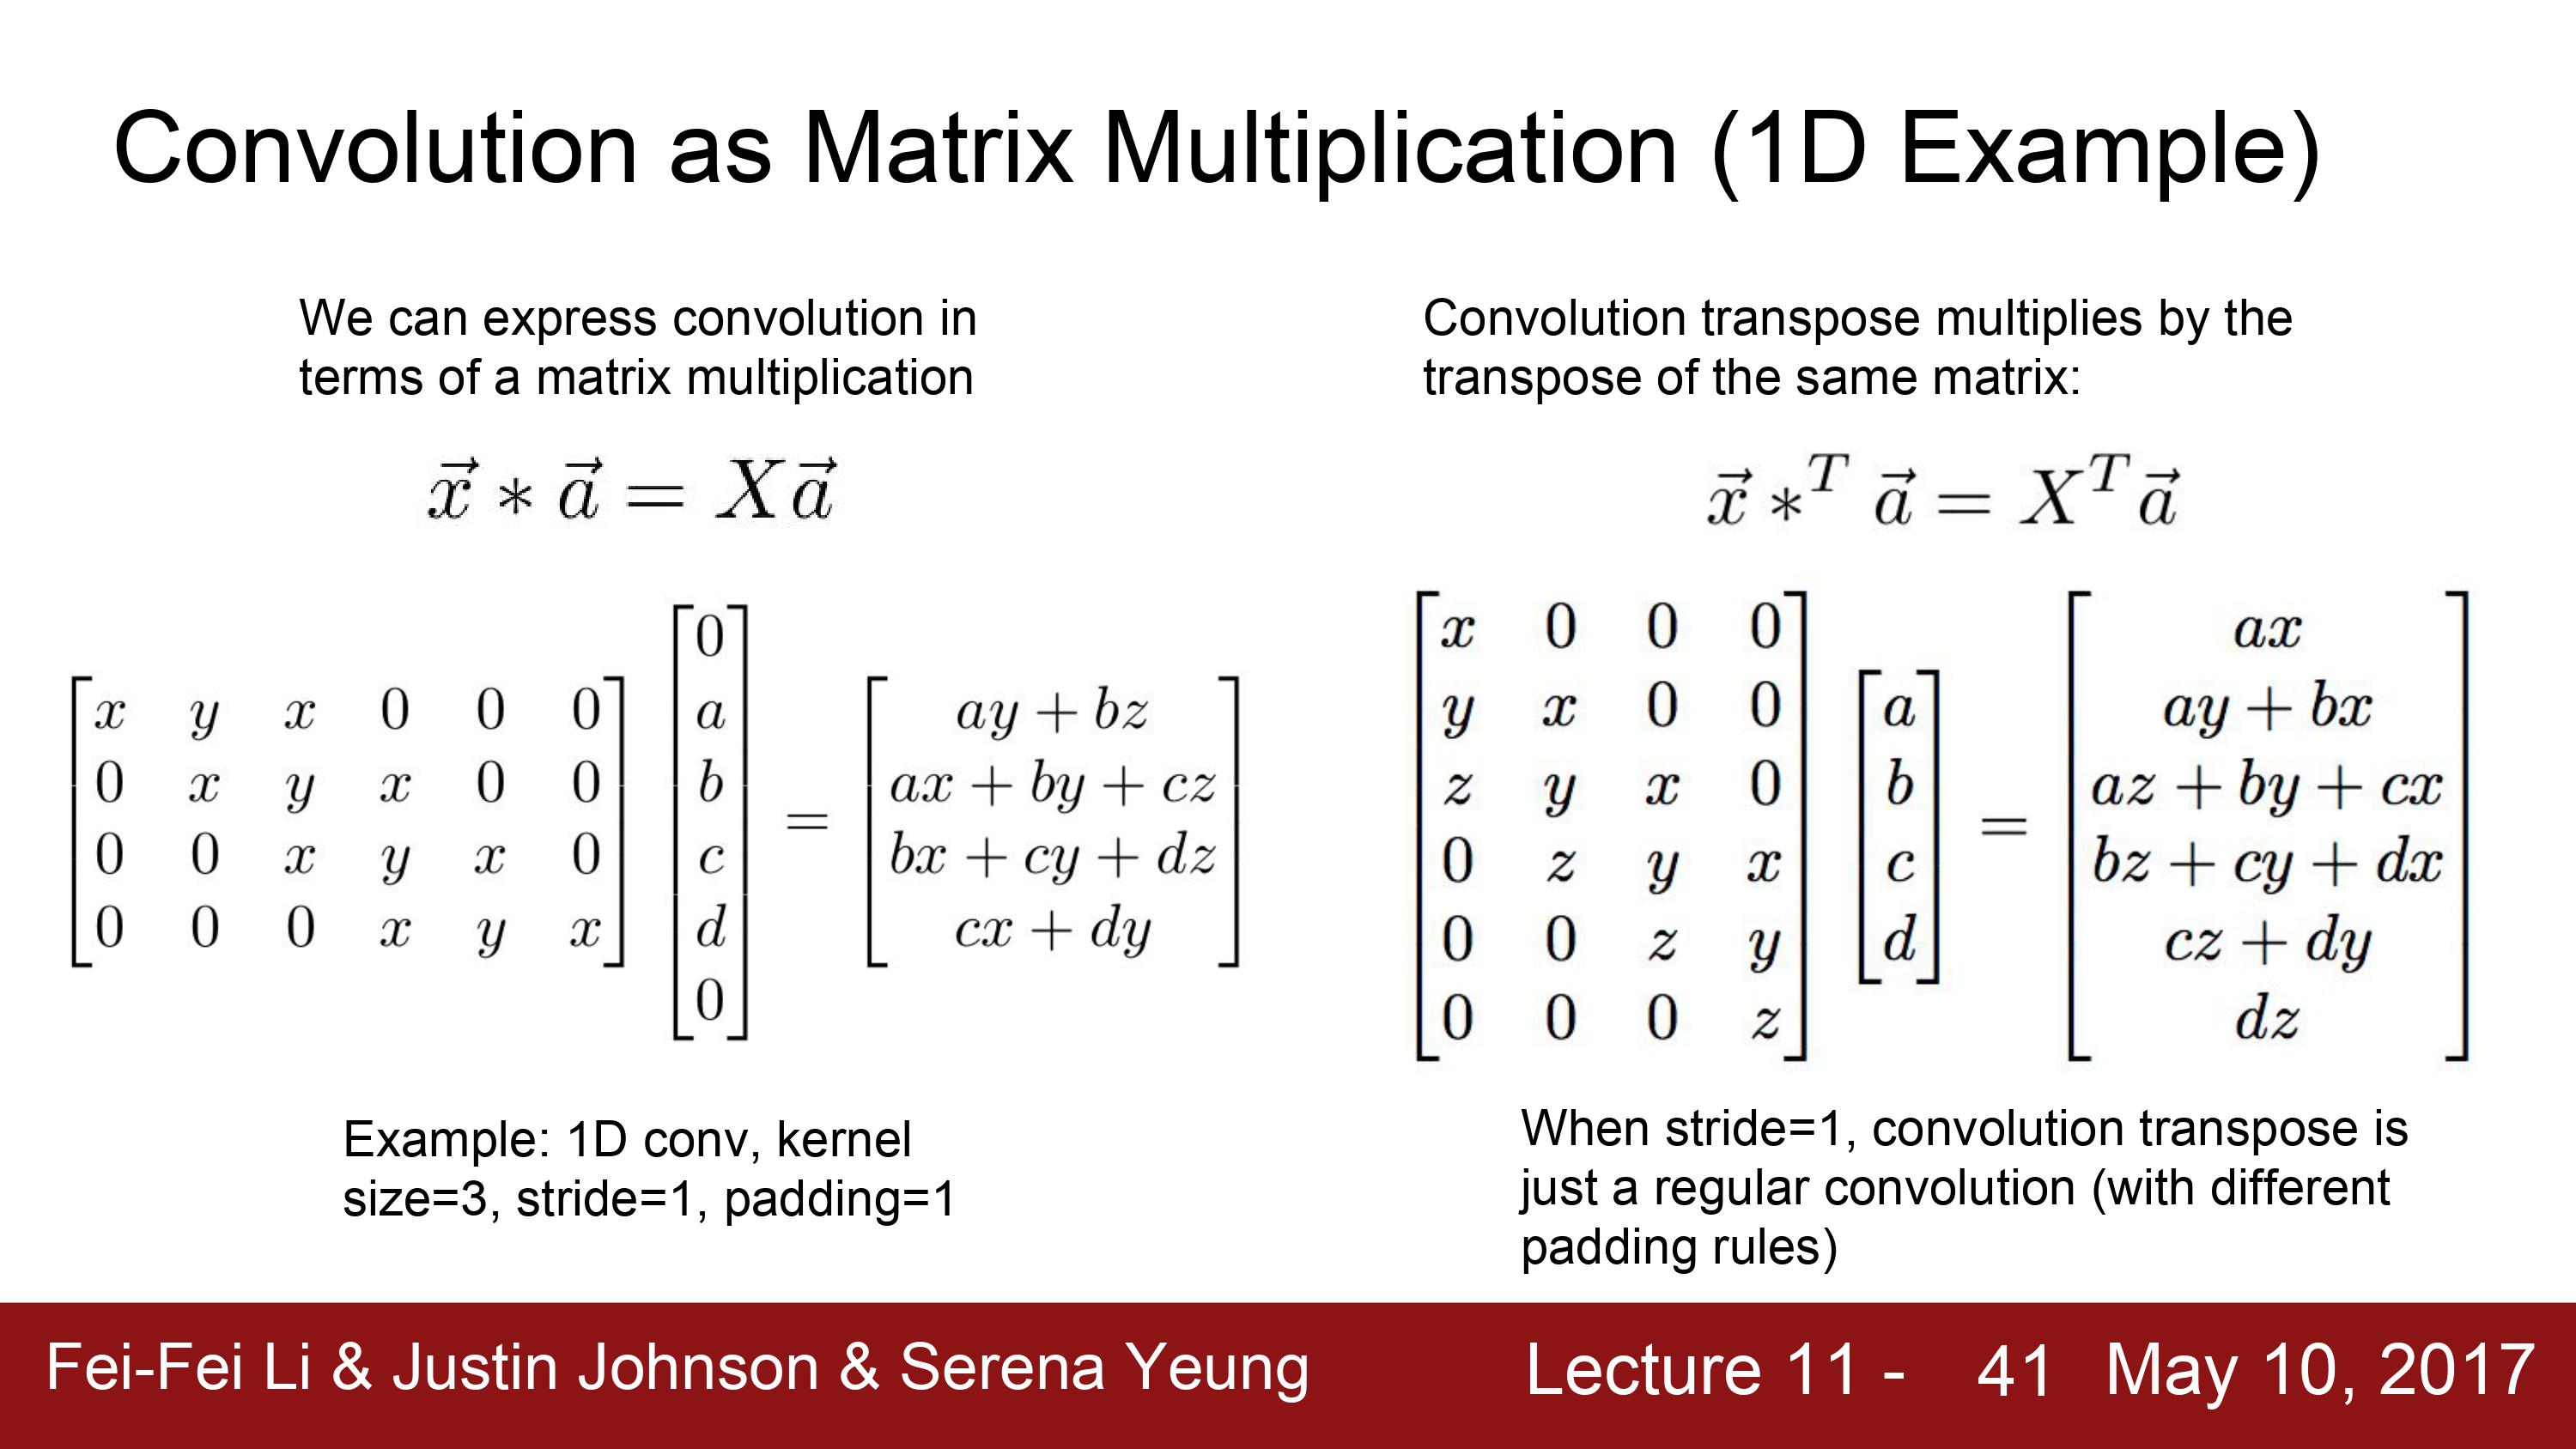 Convolution as Matrix Multiplication (1D Example)
We can express convolution in
terms of a matrix multiplication
\vec{x} * \vec{a} = X\vec{a}
\begin{bmatrix} x & y & x & 0 & 0 & 0 \\ 0 & x & y & x & 0 & 0 \\ 0 & 0 & x & y & x & 0 \\ 0 & 0 & 0 & x & y & x \end{bmatrix} \begin{bmatrix} 0 \\ a \\ b \\ c \\ d \\ 0 \end{bmatrix} = \begin{bmatrix} ay + bz \\ ax + by + cz \\ bx + cy + dz \\ cx + dy \end{bmatrix}
Example: 1D conv, kernel
size=3, stride=1, padding=1
Convolution transpose multiplies by the
transpose of the same matrix:
\vec{x} *^T \vec{a} = X^T\vec{a}
\begin{bmatrix} x & 0 & 0 & 0 \\ y & x & 0 & 0 \\ z & y & x & 0 \\ 0 & z & y & x \\ 0 & 0 & z & y \\ 0 & 0 & 0 & z \end{bmatrix} \begin{bmatrix} a \\ b \\ c \\ d \end{bmatrix} = \begin{bmatrix} ax \\ ay + bx \\ az + by + cx \\ bz + cy + dx \\ cz + dy \\ dz \end{bmatrix}
When stride=1, convolution transpose is
just a regular convolution (with different
padding rules)
Fei-Fei Li & Justin Johnson & Serena Yeung Lecture 11 - 41 May 10, 2017